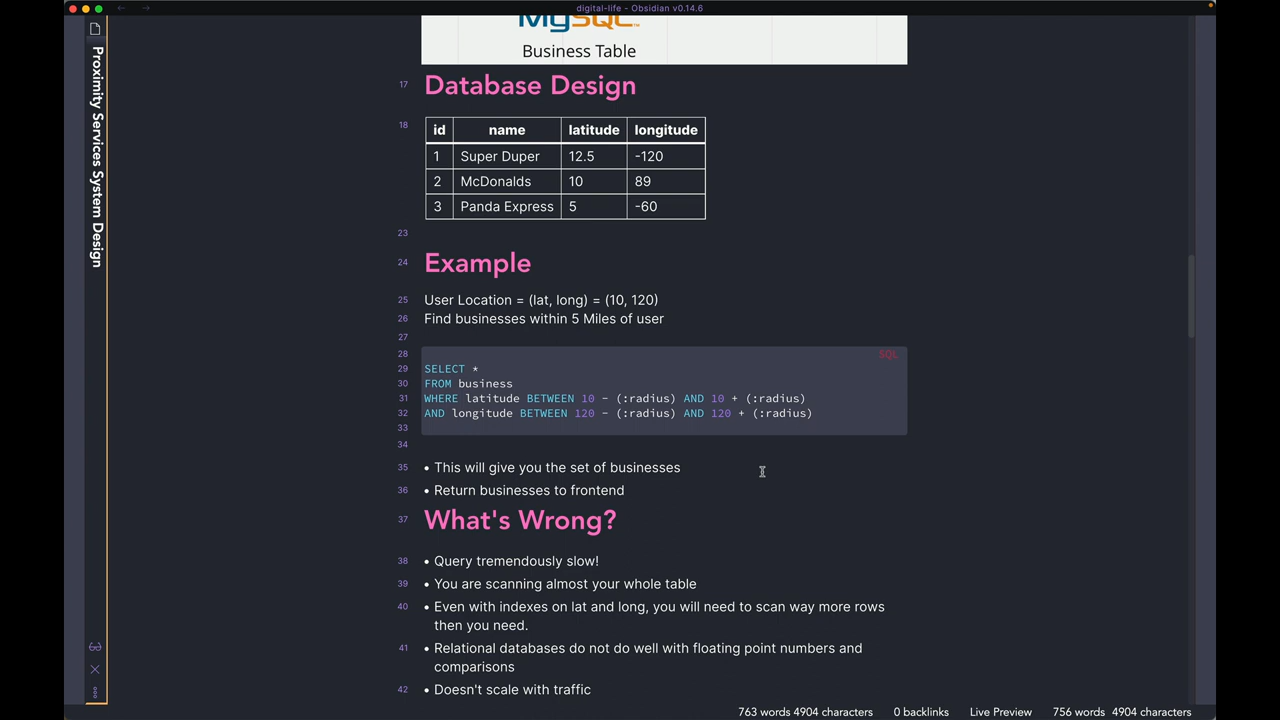 digital-life - Obsidian v0.14.6
Proximity Services System Design
MySQL™
Business Table
17 Database Design
18
id name latitude longitude
1 Super Duper 12.5 -120
2 McDonalds 10 89
3 Panda Express 5 -60
23
24 Example
25 User Location = (lat, long) = (10, 120)
26 Find businesses within 5 Miles of user
27
28 SQL
29 SELECT *
30 FROM business
31 WHERE latitude BETWEEN 10 - (:radius) AND 10 + (:radius)
32 AND longitude BETWEEN 120 - (:radius) AND 120 + (:radius)
33
34
35 • This will give you the set of businesses
36 • Return businesses to frontend
37 What's Wrong?
38 • Query tremendously slow!
39 • You are scanning almost your whole table
40 • Even with indexes on lat and long, you will need to scan way more rows
then you need.
41 • Relational databases do not do well with floating point numbers and
comparisons
42 • Doesn't scale with traffic
763 words 4904 characters 0 backlinks Live Preview 756 words 4904 characters